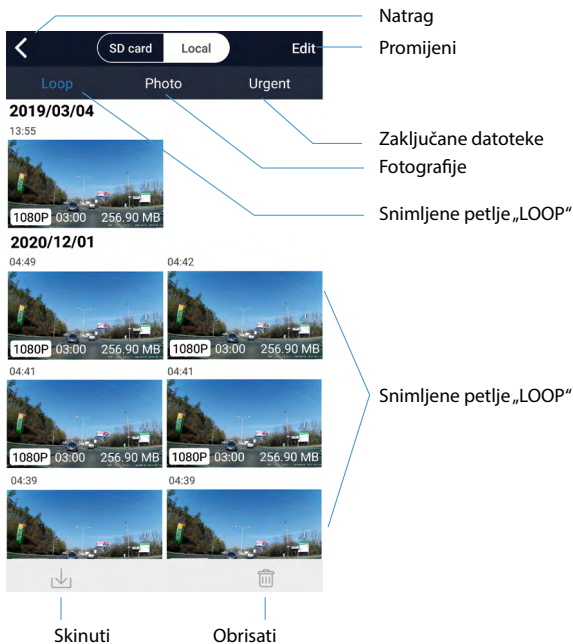 Natrag
SD card Local Edit
Promijeni
Loop Photo Urgent
2019/03/04
13:55
Zaključane datoteke
Fotografije
1080P 03:00 256.90 MB
Snimljene petlje „LOOP“
2020/12/01
04:49 04:42
1080P 03:00 256.90 MB 1080P 03:00 256.90 MB
04:41 04:41
Snimljene petlje „LOOP“
1080P 03:00 256.90 MB 1080P 03:00 256.90 MB
04:39 04:39
Skinuti Obrisati